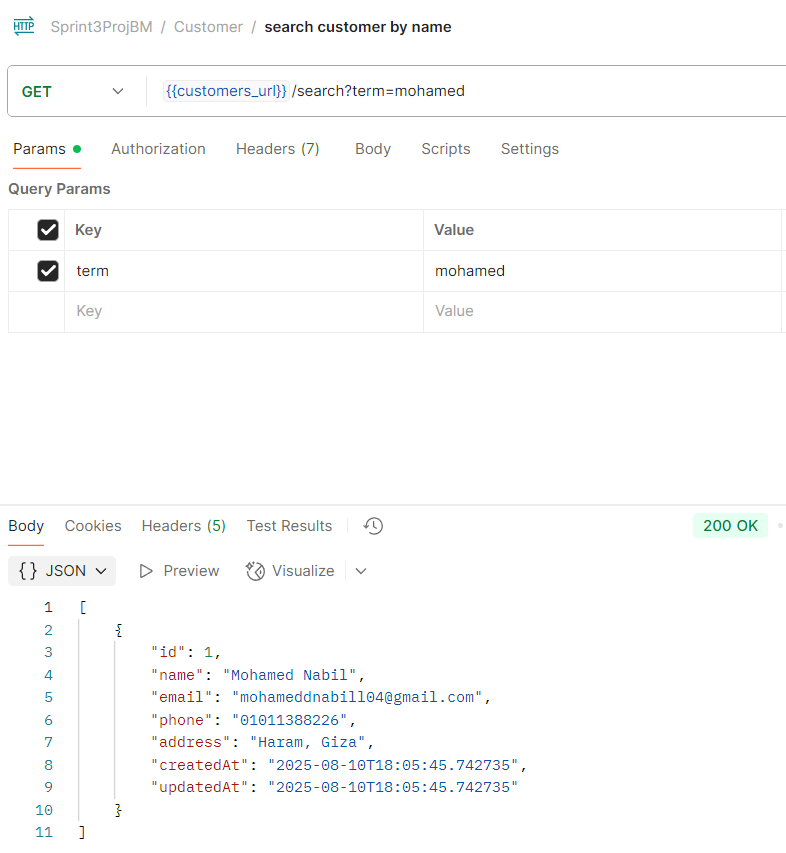 HTTP Sprint3ProjBM / Customer / search customer by name
GET {{customers_url}} /search?term=mohamed
Params Authorization Headers (7) Body Scripts Settings
Query Params
Key Value
term mohamed
Key Value
Body Cookies Headers (5) Test Results 200 OK
{} JSON Preview Visualize
1 [
2 {
3 "id": 1,
4 "name": "Mohamed Nabil",
5 "email": "mohameddnabill04@gmail.com",
6 "phone": "01011388226",
7 "address": "Haram, Giza",
8 "createdAt": "2025-08-10T18:05:45.742735",
9 "updatedAt": "2025-08-10T18:05:45.742735"
10 }
11 ]